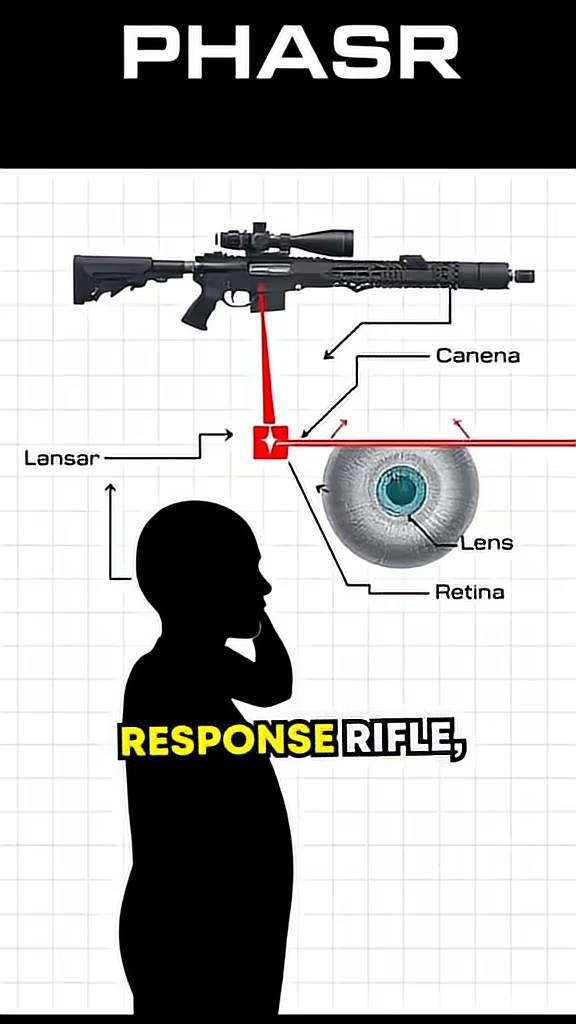 PHASR
Canena
Lansar
Lens
Retina
RESPONSE RIFLE,